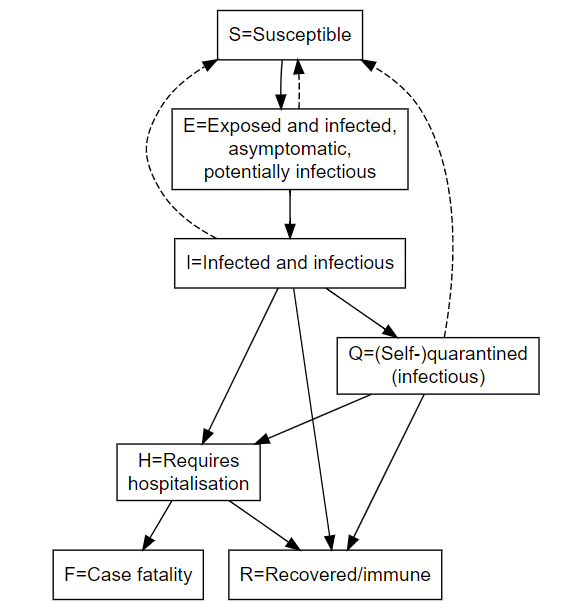 S=Susceptible
E=Exposed and infected,
asymptomatic,
potentially infectious
I=Infected and infectious
Q=(Self-)quarantined
(infectious)
H=Requires
hospitalisation
F=Case fatality
R=Recovered/immune